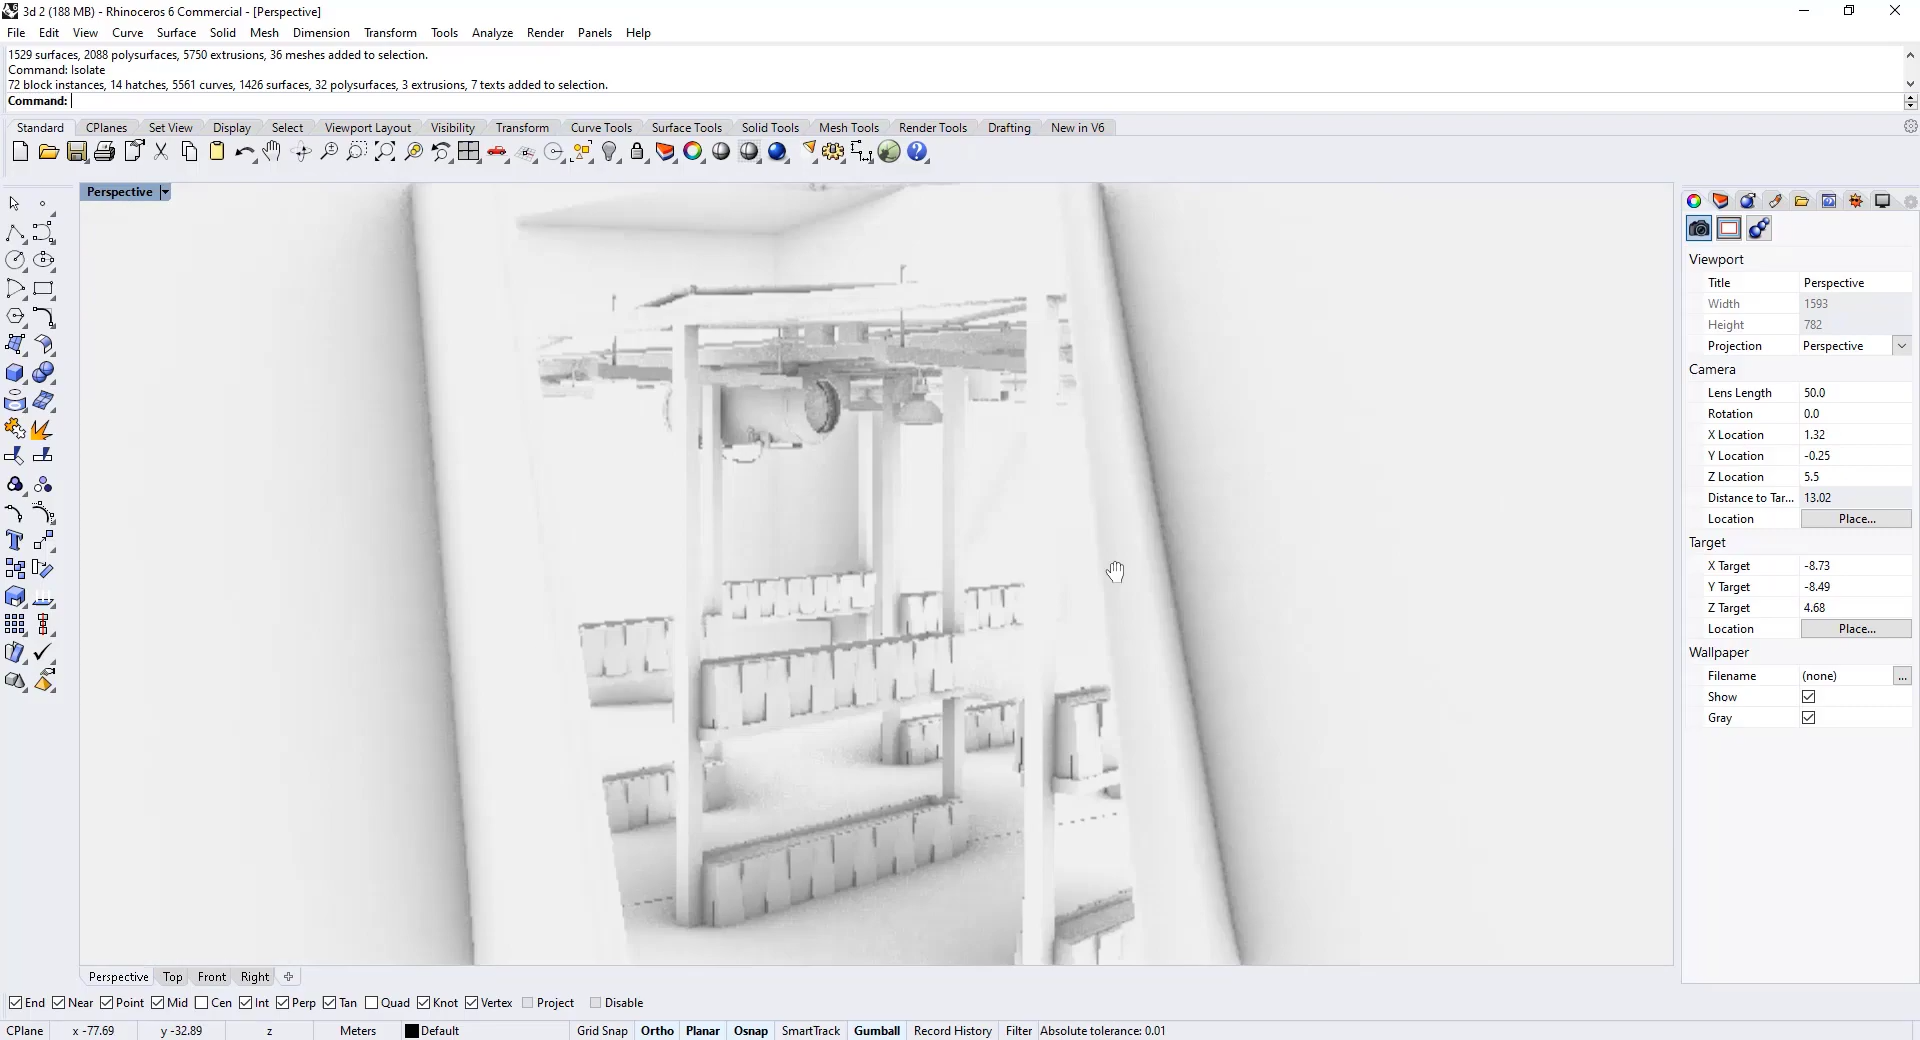 3d 2 (188 MB) - Rhinoceros 6 Commercial - [Perspective]
File Edit View Curve Surface Solid Mesh Dimension Transform Tools Analyze Render Panels Help
1529 surfaces, 2088 polysurfaces, 5750 extrusions, 36 meshes added to selection.
Command: Isolate
72 block instances, 14 hatches, 5561 curves, 1426 surfaces, 32 polysurfaces, 3 extrusions, 7 texts added to selection.
Command:
Standard CPlanes Set View Display Select Viewport Layout Visibility Transform Curve Tools Surface Tools Solid Tools Mesh Tools Render Tools Drafting New in V6
Perspective
Viewport
Title Perspective
Width 1593
Height 782
Projection Perspective
Camera
Lens Length 50.0
Rotation 0.0
X Location 1.32
Y Location -0.25
Z Location 5.5
Distance to Tar... 13.02
Location Place...
Target
X Target -8.73
Y Target -8.49
Z Target 4.68
Location Place...
Wallpaper
Filename (none) ...
Show
Gray
Perspective Top Front Right
End Near Point Mid Cen Int Perp Tan Quad Knot Vertex Project Disable
CPlane x -77.69 y -32.89 z Meters Default Grid Snap Ortho Planar Osnap SmartTrack Gumball Record History Filter Absolute tolerance: 0.01